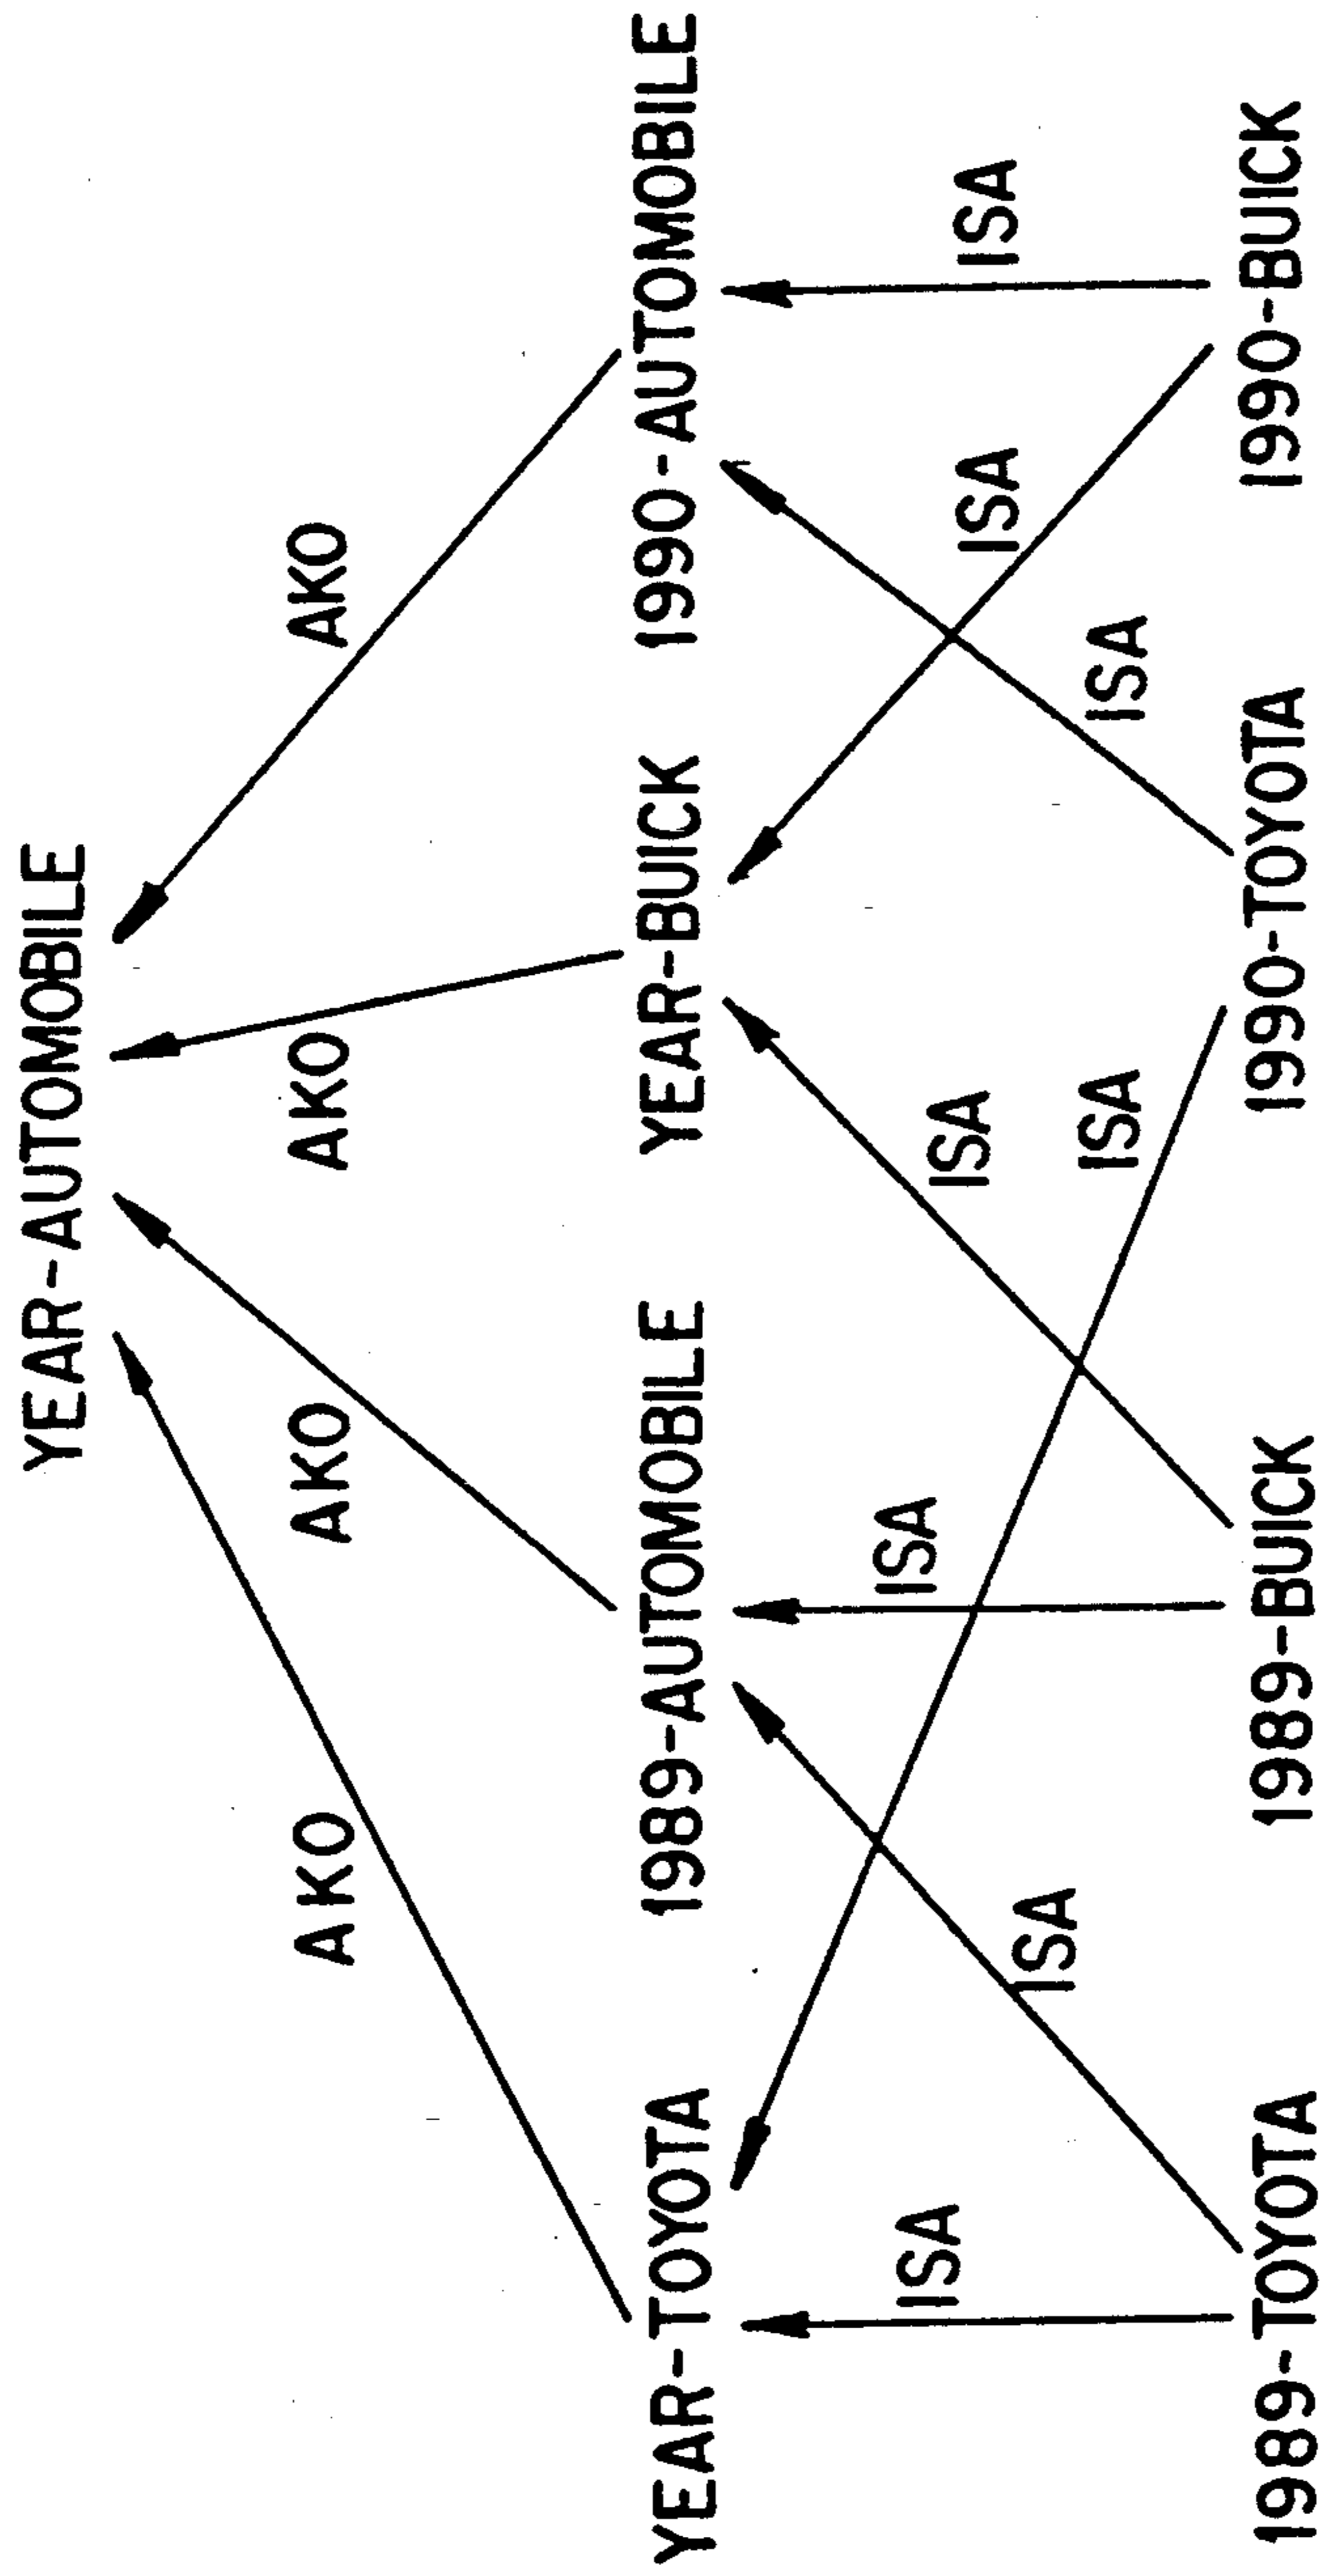 YEAR-AUTOMOBILE
AKO
AKO
AKO
AKO
YEAR-TOYOTA
1989-AUTOMOBILE
YEAR-BUICK
1990-AUTOMOBILE
ISA
ISA
ISA
ISA
ISA
ISA
ISA
ISA
1989-TOYOTA
1989-BUICK
1990-TOYOTA
1990-BUICK